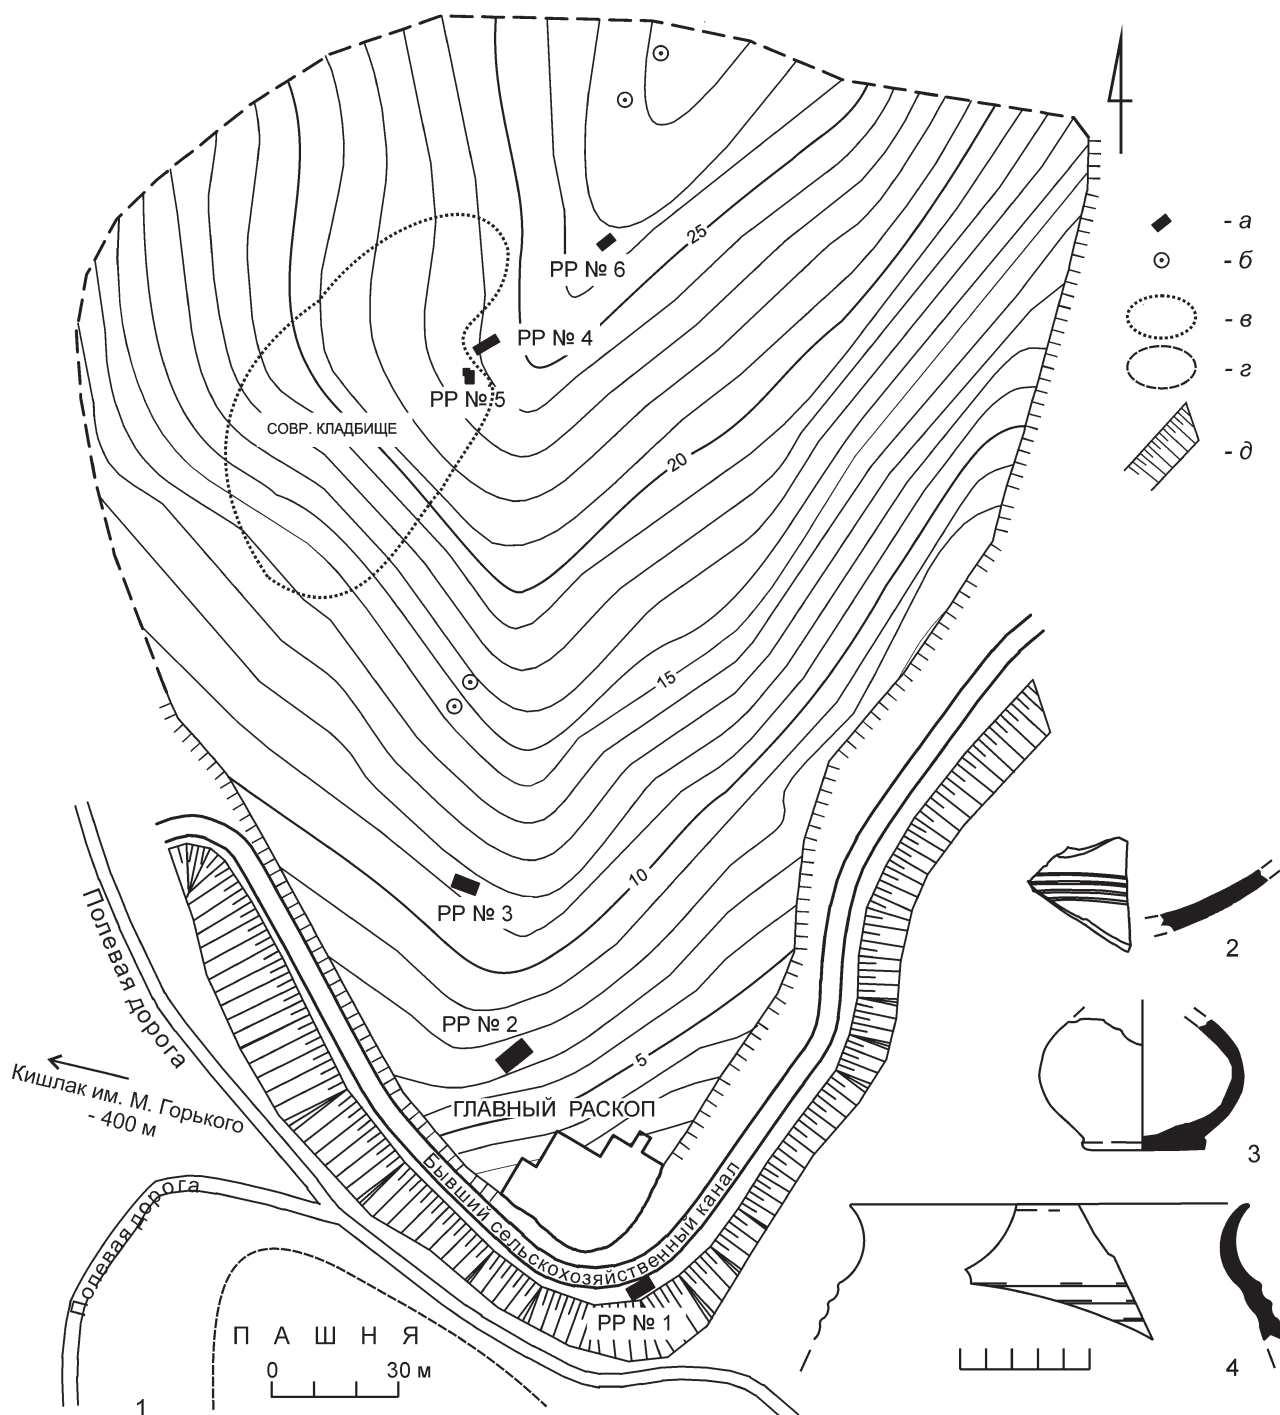 - а
- б
- в
- г
- д
25
РР № 6
РР № 4
РР № 5
СОВР. КЛАДБИЩЕ
20
15
10
РР № 3
РР № 2
5
ГЛАВНЫЙ РАСКОП
Полевая дорога
Кишлак им. М. Горького
- 400 м
Бывший сельскохозяйственный канал
Полевая дорога
РР № 1
ПАШНЯ
0 30 м
1
2
3
4